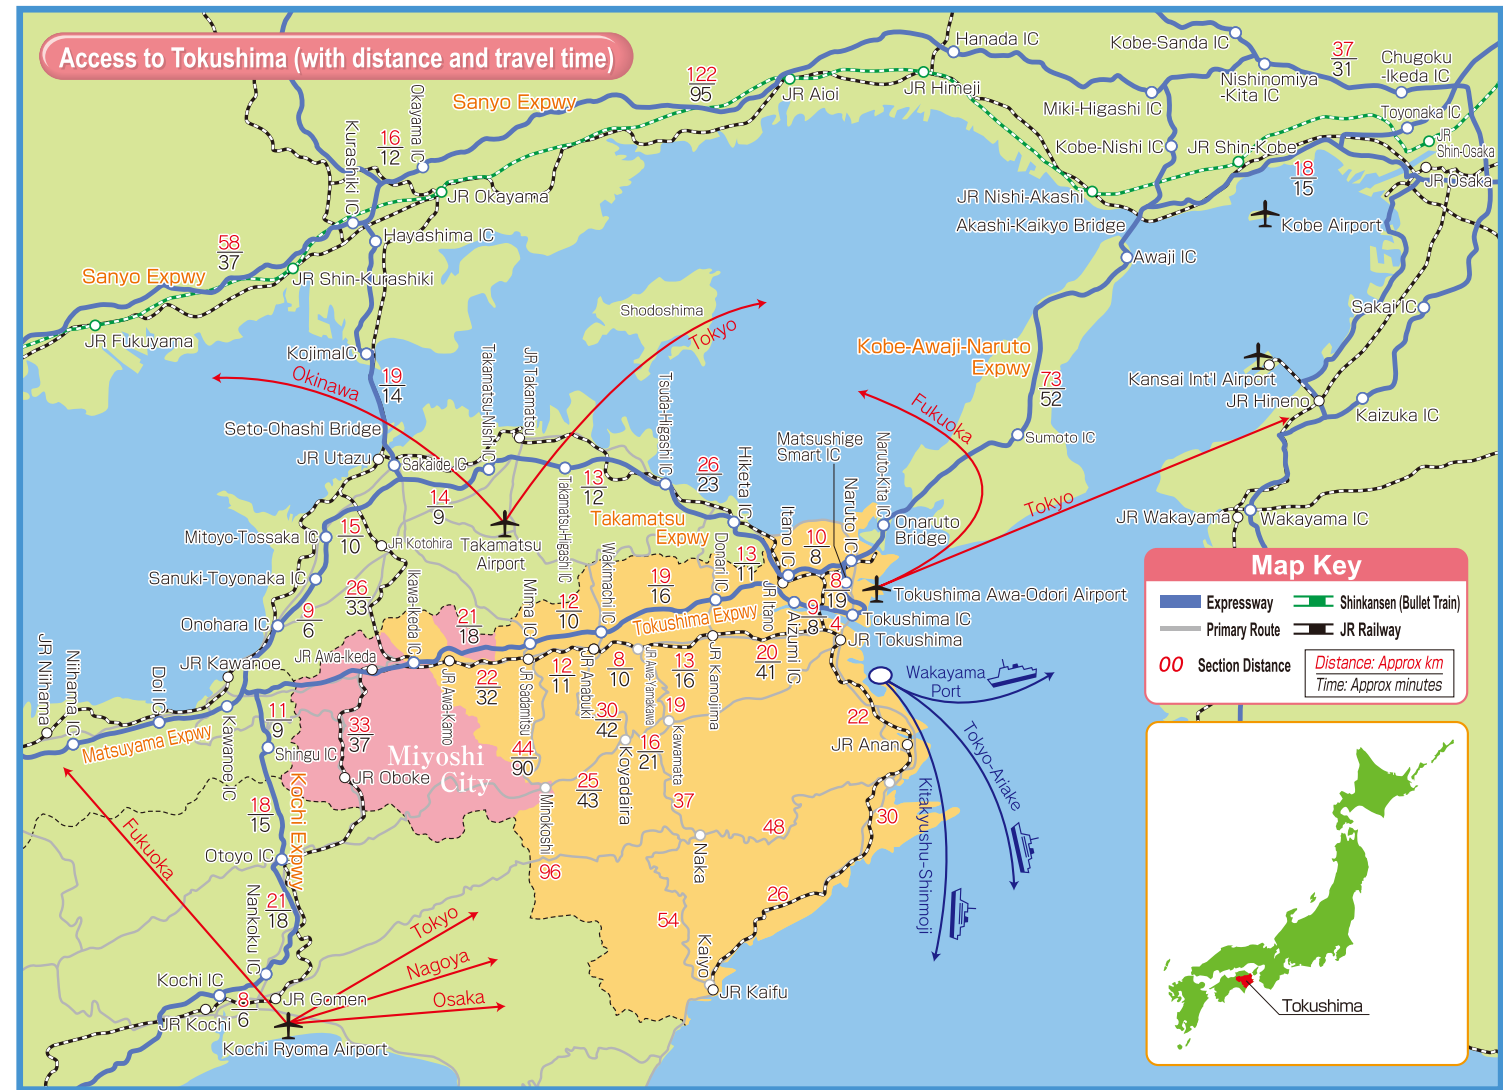 Access to Tokushima (with distance and travel time)
Hanada IC
Kobe-Sanda IC
37
31
Chugoku
-Ikeda IC
Nishinomiya
-Kita IC
Sanyo Expwy
122
95
JR Aioi
JR Himeji
Miki-Higashi IC
Toyonaka IC
Okayama IC
Kurashiki IC
16
12
Kobe-Nishi IC
JR Shin-Kobe
JR
Shin-Osaka
18
15
JR Osaka
JR Okayama
JR Nishi-Akashi
Akashi-Kaikyo Bridge
Kobe Airport
Hayashima IC
58
37
Sanyo Expwy
JR Shin-Kurashiki
Awaji IC
Shodoshima
Sakai IC
Tokyo
JR Fukuyama
KojimaIC
Okinawa
19
14
Kobe-Awaji-Naruto
Expwy
73
52
Kansai Int'l Airport
JR Hineno
Kaizuka IC
Seto-Ohashi Bridge
Takamatsu-Nishi IC
JR Takamatsu
Tsuda-Higashi IC
Fukuoka
Sumoto IC
JR Utazu
Sakaide IC
Matsushige
Smart IC
Naruto-Kita IC
26
23
Hiketa IC
14
9
13
12
Takamatsu-Higashi IC
Takamatsu
Expwy
Naruto IC
Onaruto
Bridge
Tokyo
JR Wakayama
Wakayama IC
Mitoyo-Tossaka IC
15
10
JR Kotohira
Takamatsu
Airport
Itano IC
10
8
Sanuki-Toyonaka IC
26
33
Ikawa-Ikeda IC
Wakimachi IC
Donari IC
13
11
JR Itano
8
19
Tokushima Awa-Odori Airport
Onohara IC
9
6
21
18
Mima IC
12
10
19
16
Tokushima Expwy
Aizumi IC
9
8
4
Tokushima IC
JR Tokushima
JR Niihama
Niihama IC
Doi IC
JR Kawanoe
JR Awa-Ikeda
JR Awa-Kamo
22
32
JR Sadamitsu
12
11
JR Anabuki
8
10
JR Awa-Yamakawa
13
16
JR Kamojima
20
41
Wakayama
Port
Matsuyama Expwy
Kawanoe IC
11
9
Shingu IC
33
37
JR Oboke
Miyoshi
City
44
90
30
42
Koyadaira
16
21
19
Kawamata
22
JR Anan
Tokyo-Ariake
Kitakyushu-Shinmoji
Kochi Expwy
18
15
Minokoshi
25
43
37
48
30
Fukuoka
Otoyo IC
96
Naka
Nankoku IC
21
18
Tokyo
54
26
Kaiyo
Nagoya
Kochi IC
8
6
JR Gomen
Osaka
JR Kaifu
JR Kochi
Kochi Ryoma Airport
Map Key
Expressway
Shinkansen (Bullet Train)
Primary Route
JR Railway
00 Section Distance
Distance: Approx km
Time: Approx minutes
Tokushima